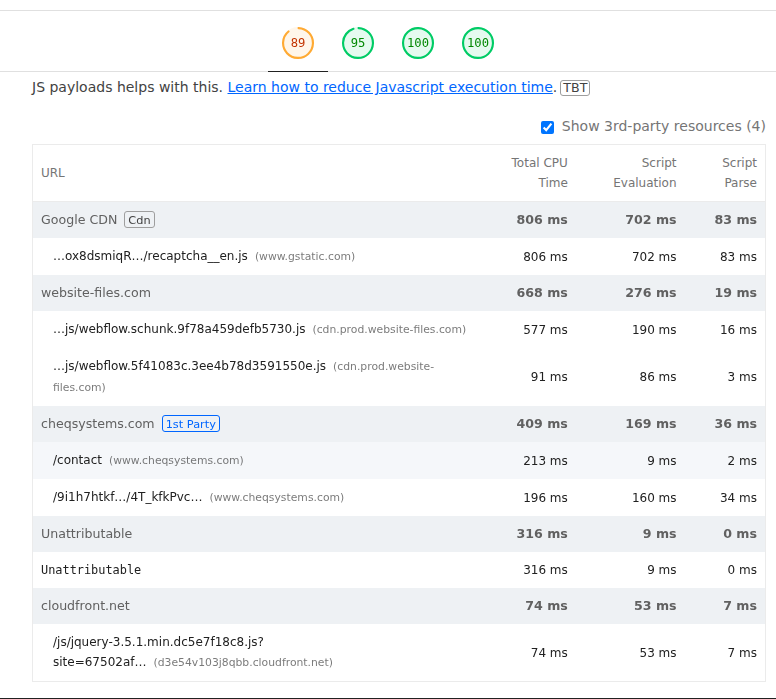 89 95 100 100
JS payloads helps with this. Learn how to reduce Javascript execution time. TBT
Show 3rd-party resources (4)
URL Total CPU Time Script Evaluation Script Parse
Google CDN Cdn 806 ms 702 ms 83 ms
…ox8dsmiqR…/recaptcha__en.js (www.gstatic.com) 806 ms 702 ms 83 ms
website-files.com 668 ms 276 ms 19 ms
…js/webflow.schunk.9f78a459defb5730.js (cdn.prod.website-files.com) 577 ms 190 ms 16 ms
…js/webflow.5f41083c.3ee4b78d3591550e.js (cdn.prod.website-
files.com) 91 ms 86 ms 3 ms
cheqsystems.com 1st Party 409 ms 169 ms 36 ms
/contact (www.cheqsystems.com) 213 ms 9 ms 2 ms
/9i1h7htkf…/4T_kfkPvc… (www.cheqsystems.com) 196 ms 160 ms 34 ms
Unattributable 316 ms 9 ms 0 ms
Unattributable 316 ms 9 ms 0 ms
cloudfront.net 74 ms 53 ms 7 ms
/js/jquery-3.5.1.min.dc5e7f18c8.js?
site=67502af… (d3e54v103j8qbb.cloudfront.net) 74 ms 53 ms 7 ms